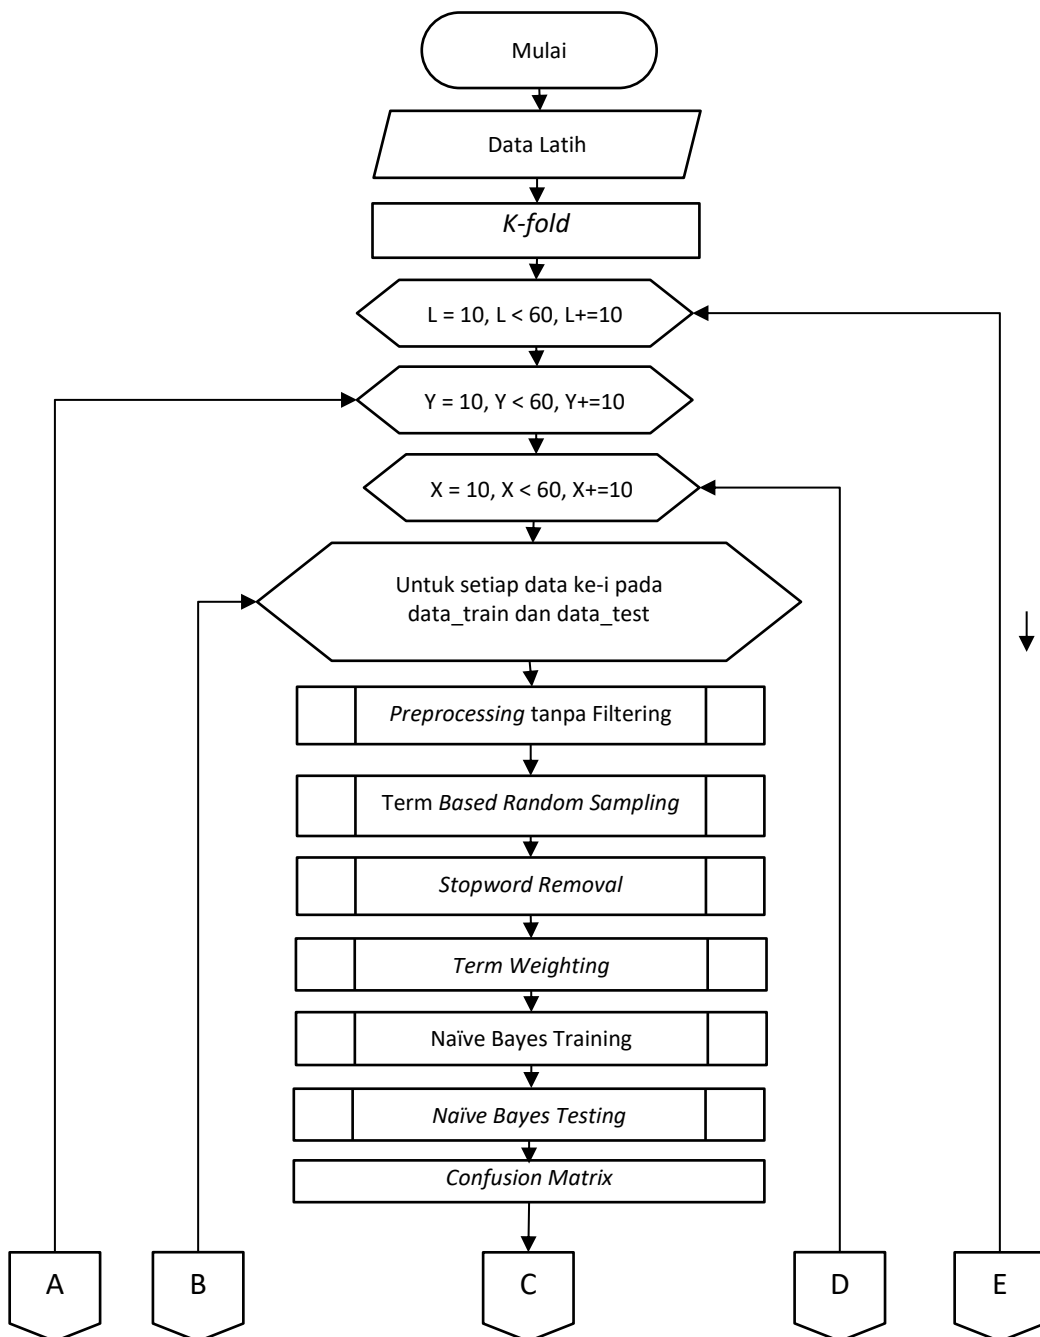 Mulai
Data Latih
K-fold
L = 10, L < 60, L+=10
Y = 10, Y < 60, Y+=10
X = 10, X < 60, X+=10
Untuk setiap data ke-i pada
data_train dan data_test
Preprocessing tanpa Filtering
Term Based Random Sampling
Stopword Removal
Term Weighting
Naïve Bayes Training
Naïve Bayes Testing
Confusion Matrix
A
B
C
D
E